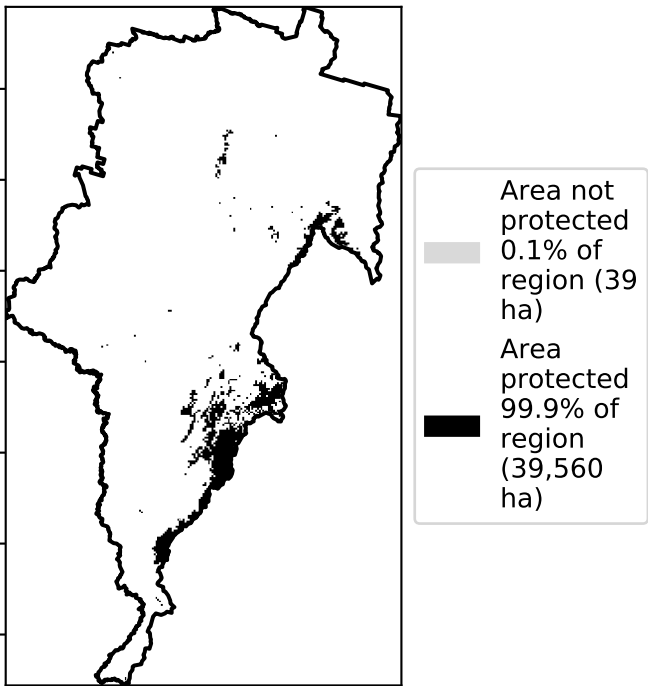 Area not
protected
0.1% of
region (39
ha)
Area
protected
99.9% of
region
(39,560
ha)